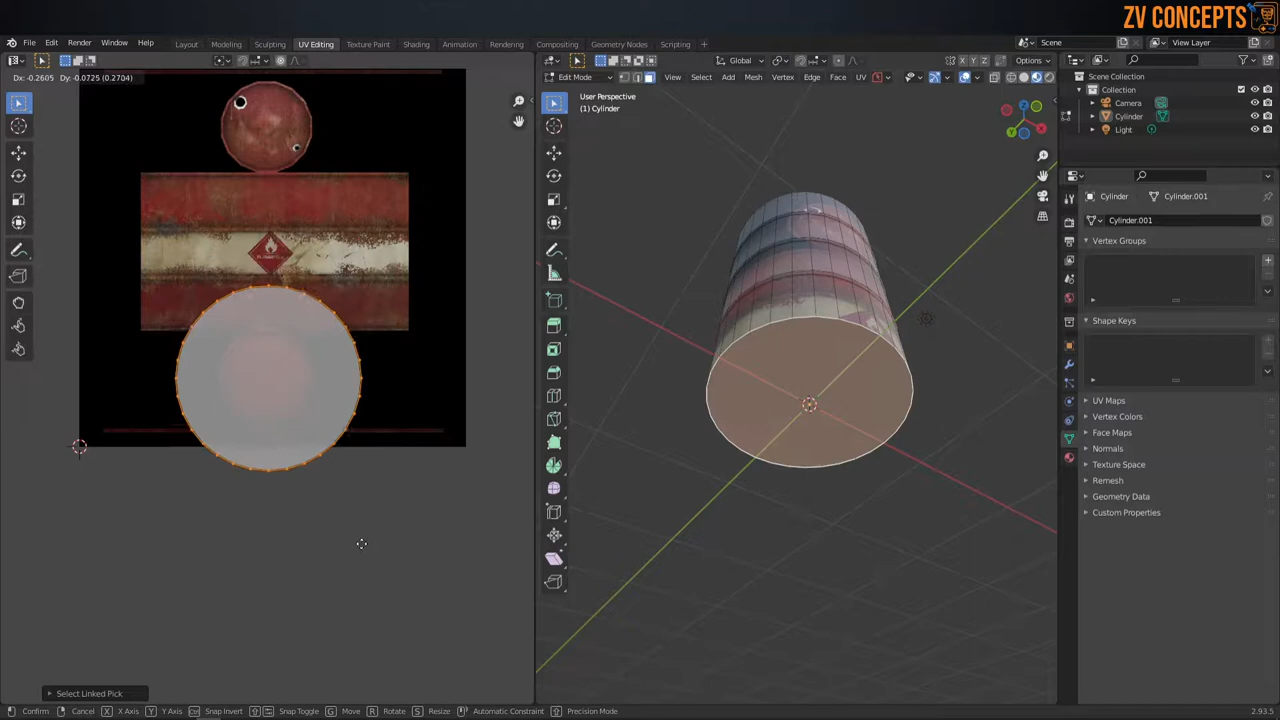 ZV CONCEPTS
File Edit Render Window Help
Layout Modeling Sculpting UV Editing Texture Paint Shading Animation Rendering Compositing Geometry Nodes Scripting +
Scene
View Layer
Global
Options
Dx: -0.2605 Dy: -0.0725 (0.2704)
Edit Mode
View Select Add Mesh Vertex Edge Face UV
User Perspective
(1) Cylinder
Scene Collection
Collection
Camera
Cylinder
Light
Cylinder
Cylinder.001
Cylinder.001
Vertex Groups
Shape Keys
UV Maps
Vertex Colors
Face Maps
Normals
Texture Space
Remesh
Geometry Data
Custom Properties
X
Y
Z
Select Linked Pick
Confirm Cancel X X Axis Y Y Axis Snap Invert Snap Toggle G Move R Rotate S Resize Automatic Constraint Precision Mode
2.93.5